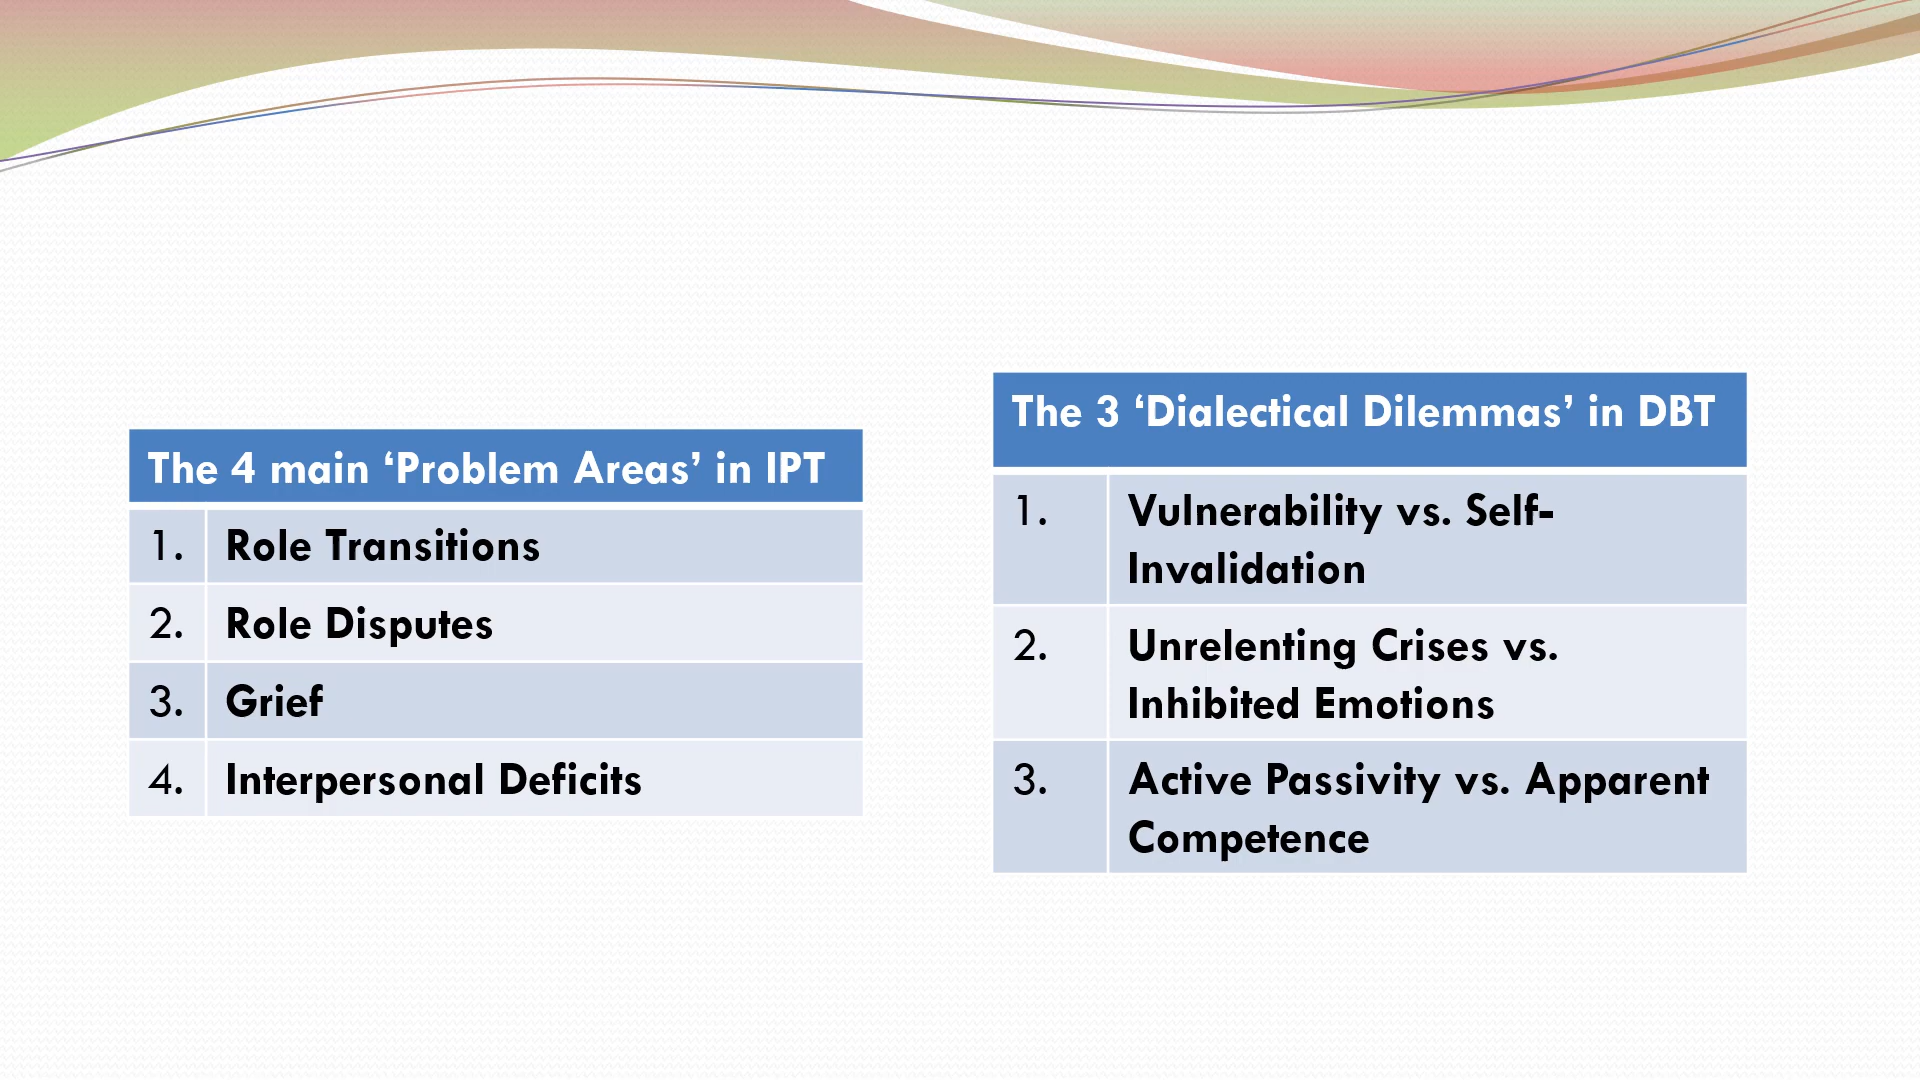 The 4 main ‘Problem Areas’ in IPT
1. Role Transitions
2. Role Disputes
3. Grief
4. Interpersonal Deficits
The 3 ‘Dialectical Dilemmas’ in DBT
1. Vulnerability vs. Self-
Invalidation
2. Unrelenting Crises vs.
Inhibited Emotions
3. Active Passivity vs. Apparent
Competence